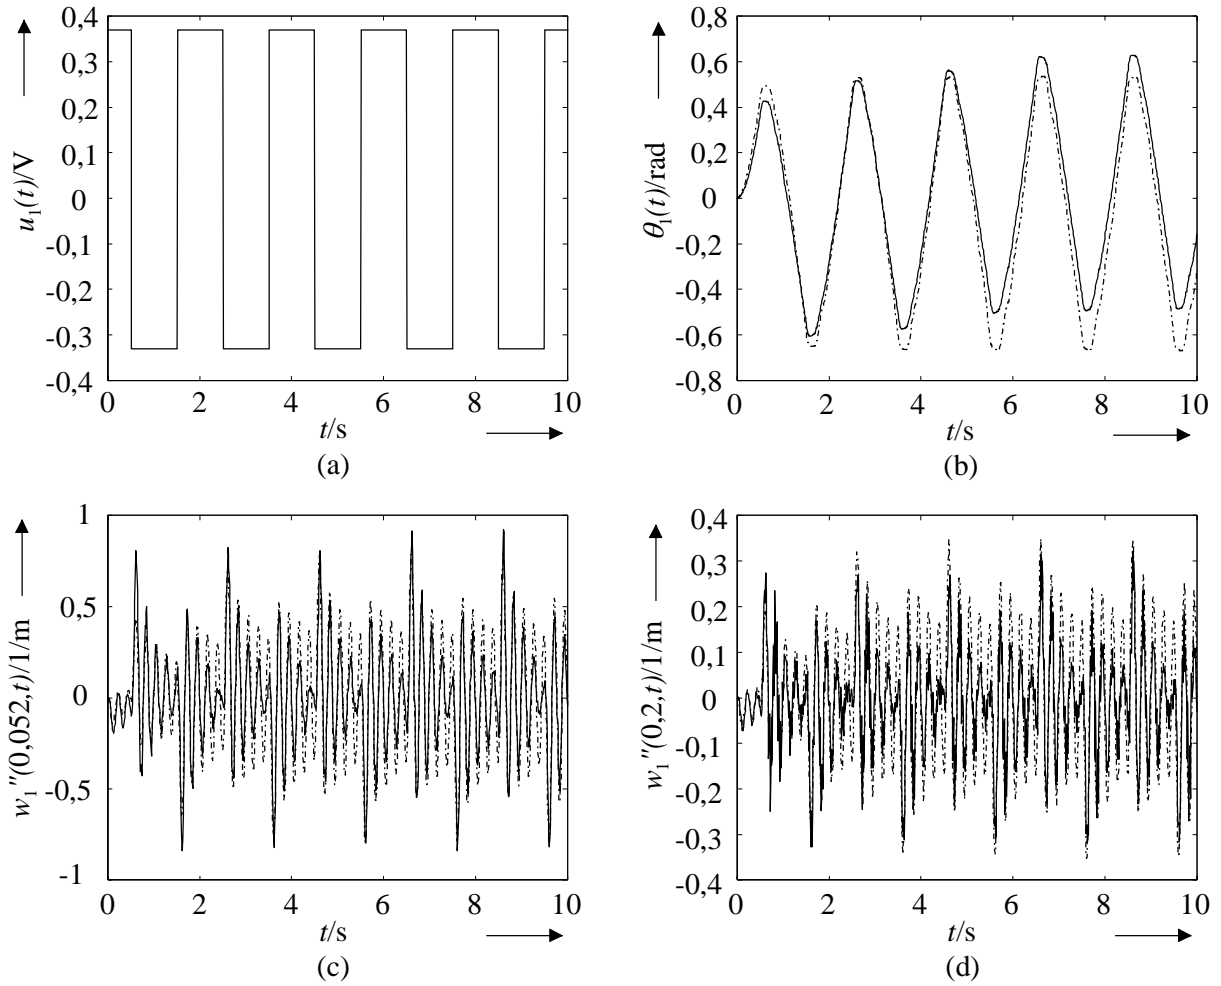 0,4
0,3
0,2
0,1
0
-0,1
-0,2
-0,3
-0,4
u₁(t)/V
0 2 4 6 8 10
t/s
(a)
0,8
0,6
0,4
0,2
0
-0,2
-0,4
-0,6
-0,8
θ₁(t)/rad
0 2 4 6 8 10
t/s
(b)
1
0,5
0
-0,5
-1
w₁''(0,052,t)/1/m
0 2 4 6 8 10
t/s
(c)
0,4
0,3
0,2
0,1
0
-0,1
-0,2
-0,3
-0,4
w₁''(0,2,t)/1/m
0 2 4 6 8 10
t/s
(d)